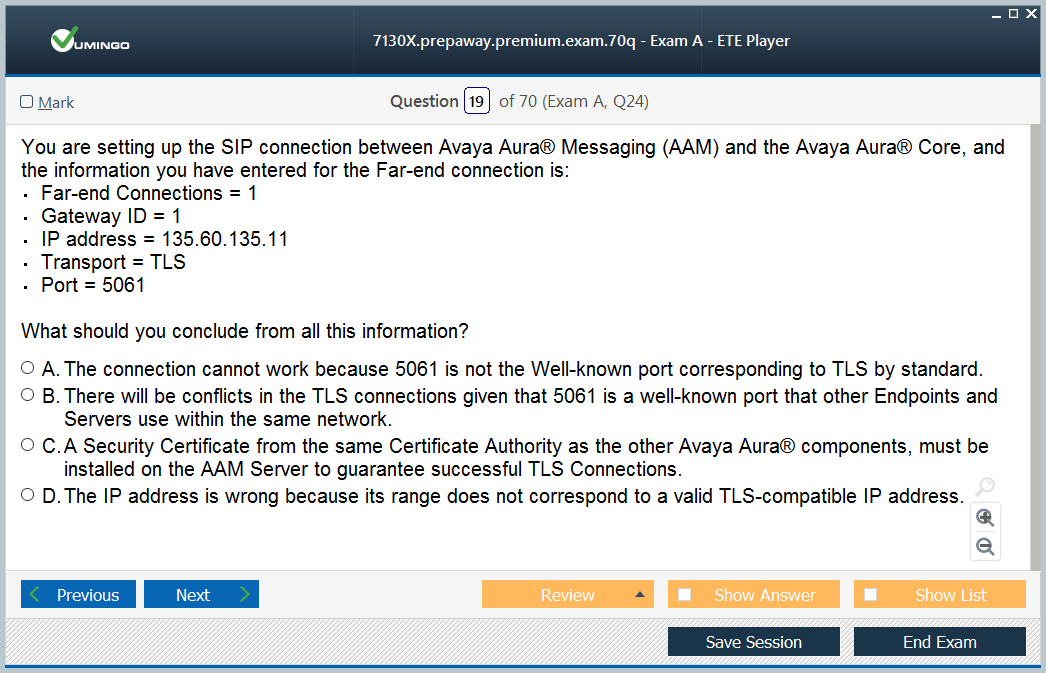 VUMINGO
7130X.prepaway.premium.exam.70q - Exam A - ETE Player
Mark
Question 19 of 70 (Exam A, Q24)
You are setting up the SIP connection between Avaya Aura® Messaging (AAM) and the Avaya Aura® Core, and
the information you have entered for the Far-end connection is:
· Far-end Connections = 1
· Gateway ID = 1
· IP address = 135.60.135.11
· Transport = TLS
· Port = 5061
What should you conclude from all this information?
A. The connection cannot work because 5061 is not the Well-known port corresponding to TLS by standard.
B. There will be conflicts in the TLS connections given that 5061 is a well-known port that other Endpoints and
Servers use within the same network.
C. A Security Certificate from the same Certificate Authority as the other Avaya Aura® components, must be
installed on the AAM Server to guarantee successful TLS Connections.
D. The IP address is wrong because its range does not correspond to a valid TLS-compatible IP address.
Previous
Next
Review
Show Answer
Show List
Save Session
End Exam